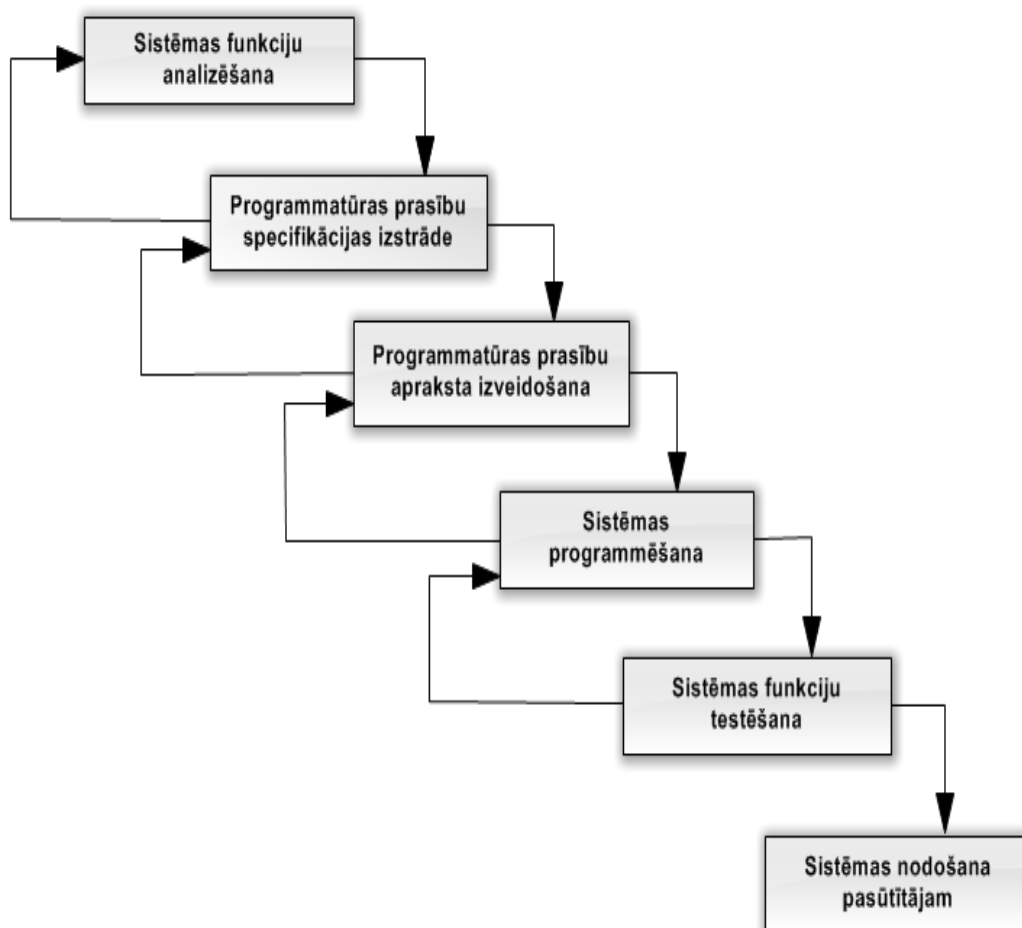 Sistēmas funkciju
analizēšana
Programmatūras prasību
specifikācijas izstrāde
Programmatūras prasību
apraksta izveidošana
Sistēmas
programmēšana
Sistēmas funkciju
testēšana
Sistēmas nodošana
pasūtītājam